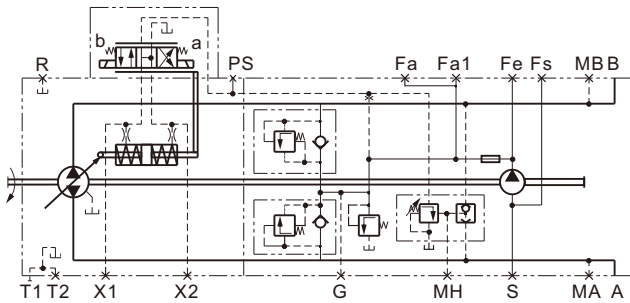 b a
R PS Fa Fa1 Fe Fs MB B
T1 T2 X1 X2 G MH S MA A